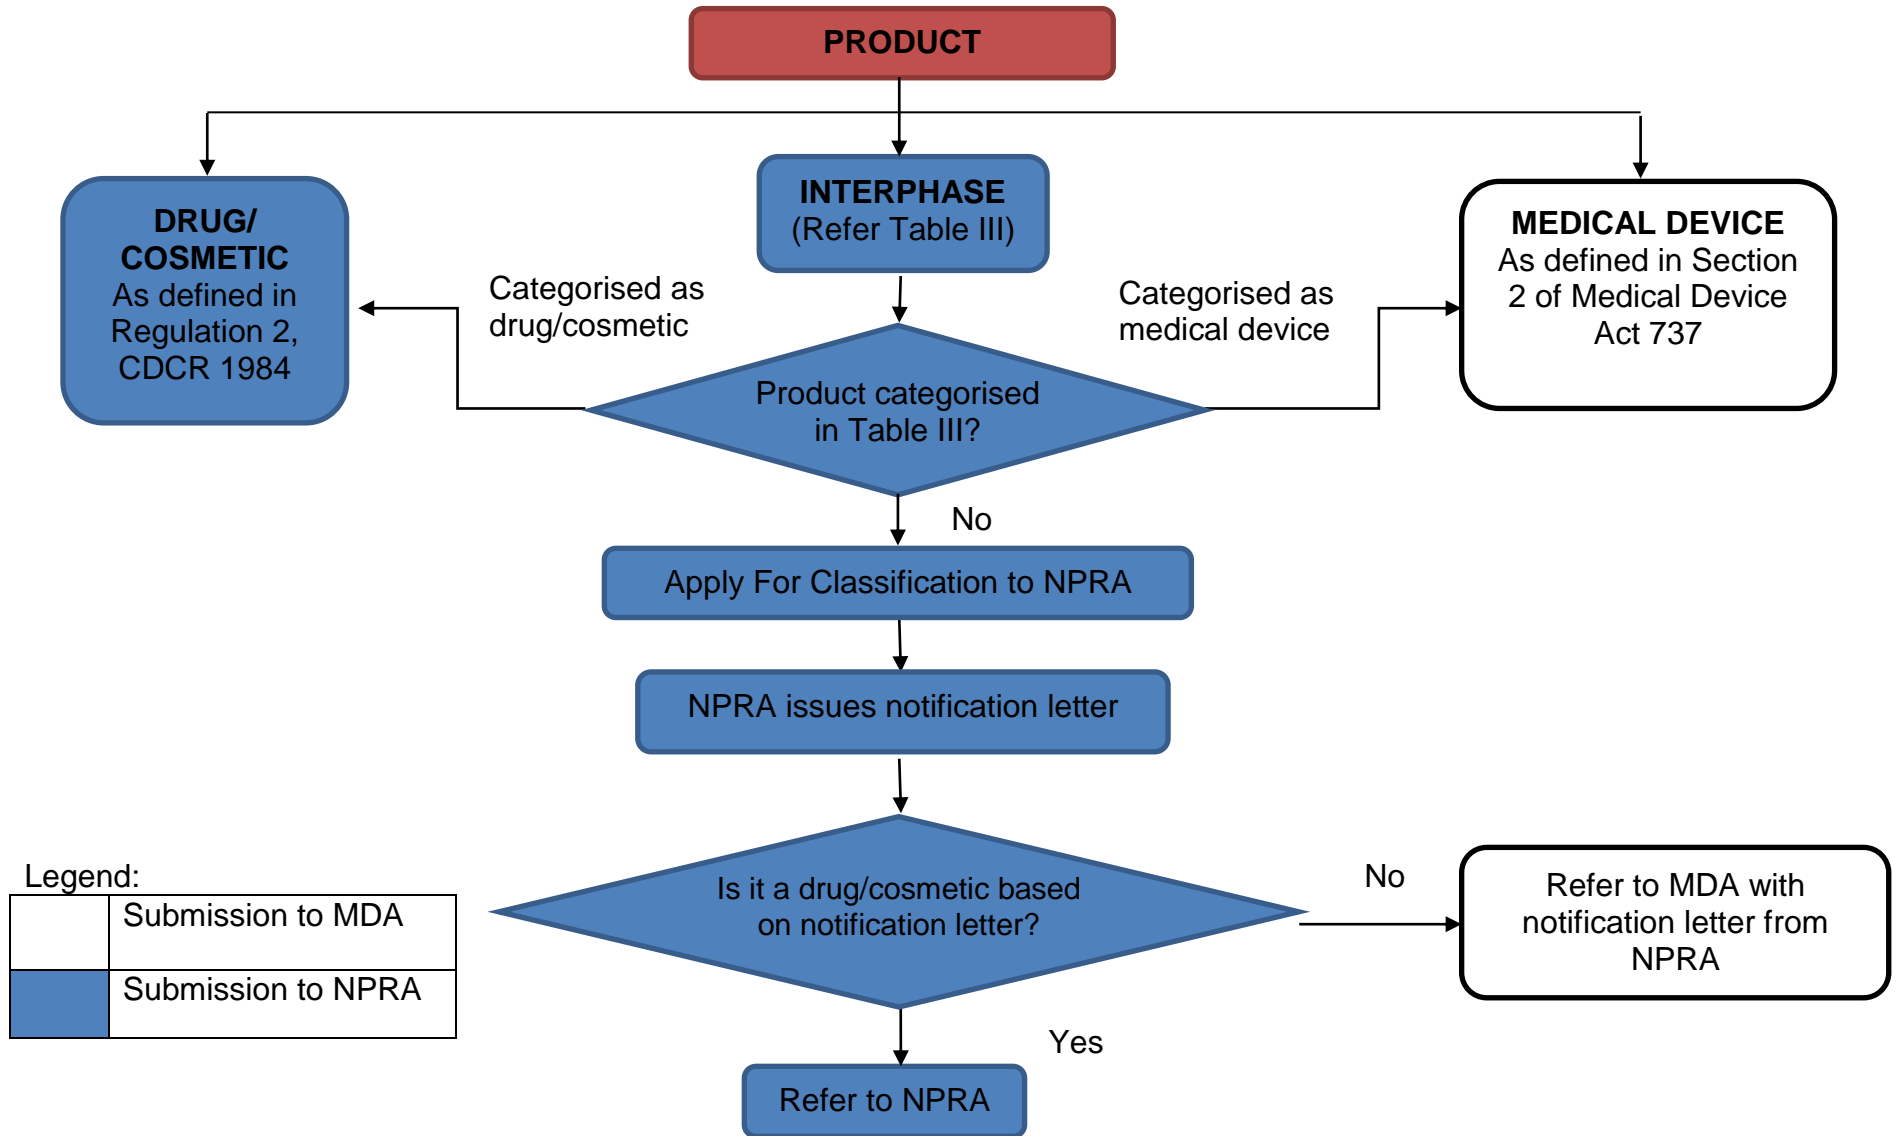 PRODUCT
DRUG/
COSMETIC
As defined in
Regulation 2,
CDCR 1984
INTERPHASE
(Refer Table III)
MEDICAL DEVICE
As defined in Section
2 of Medical Device
Act 737
Categorised as
drug/cosmetic
Categorised as
medical device
Product categorised
in Table III?
No
Apply For Classification to NPRA
NPRA issues notification letter
Is it a drug/cosmetic based
on notification letter?
No
Refer to MDA with
notification letter from
NPRA
Yes
Refer to NPRA
Legend:
Submission to MDA
Submission to NPRA